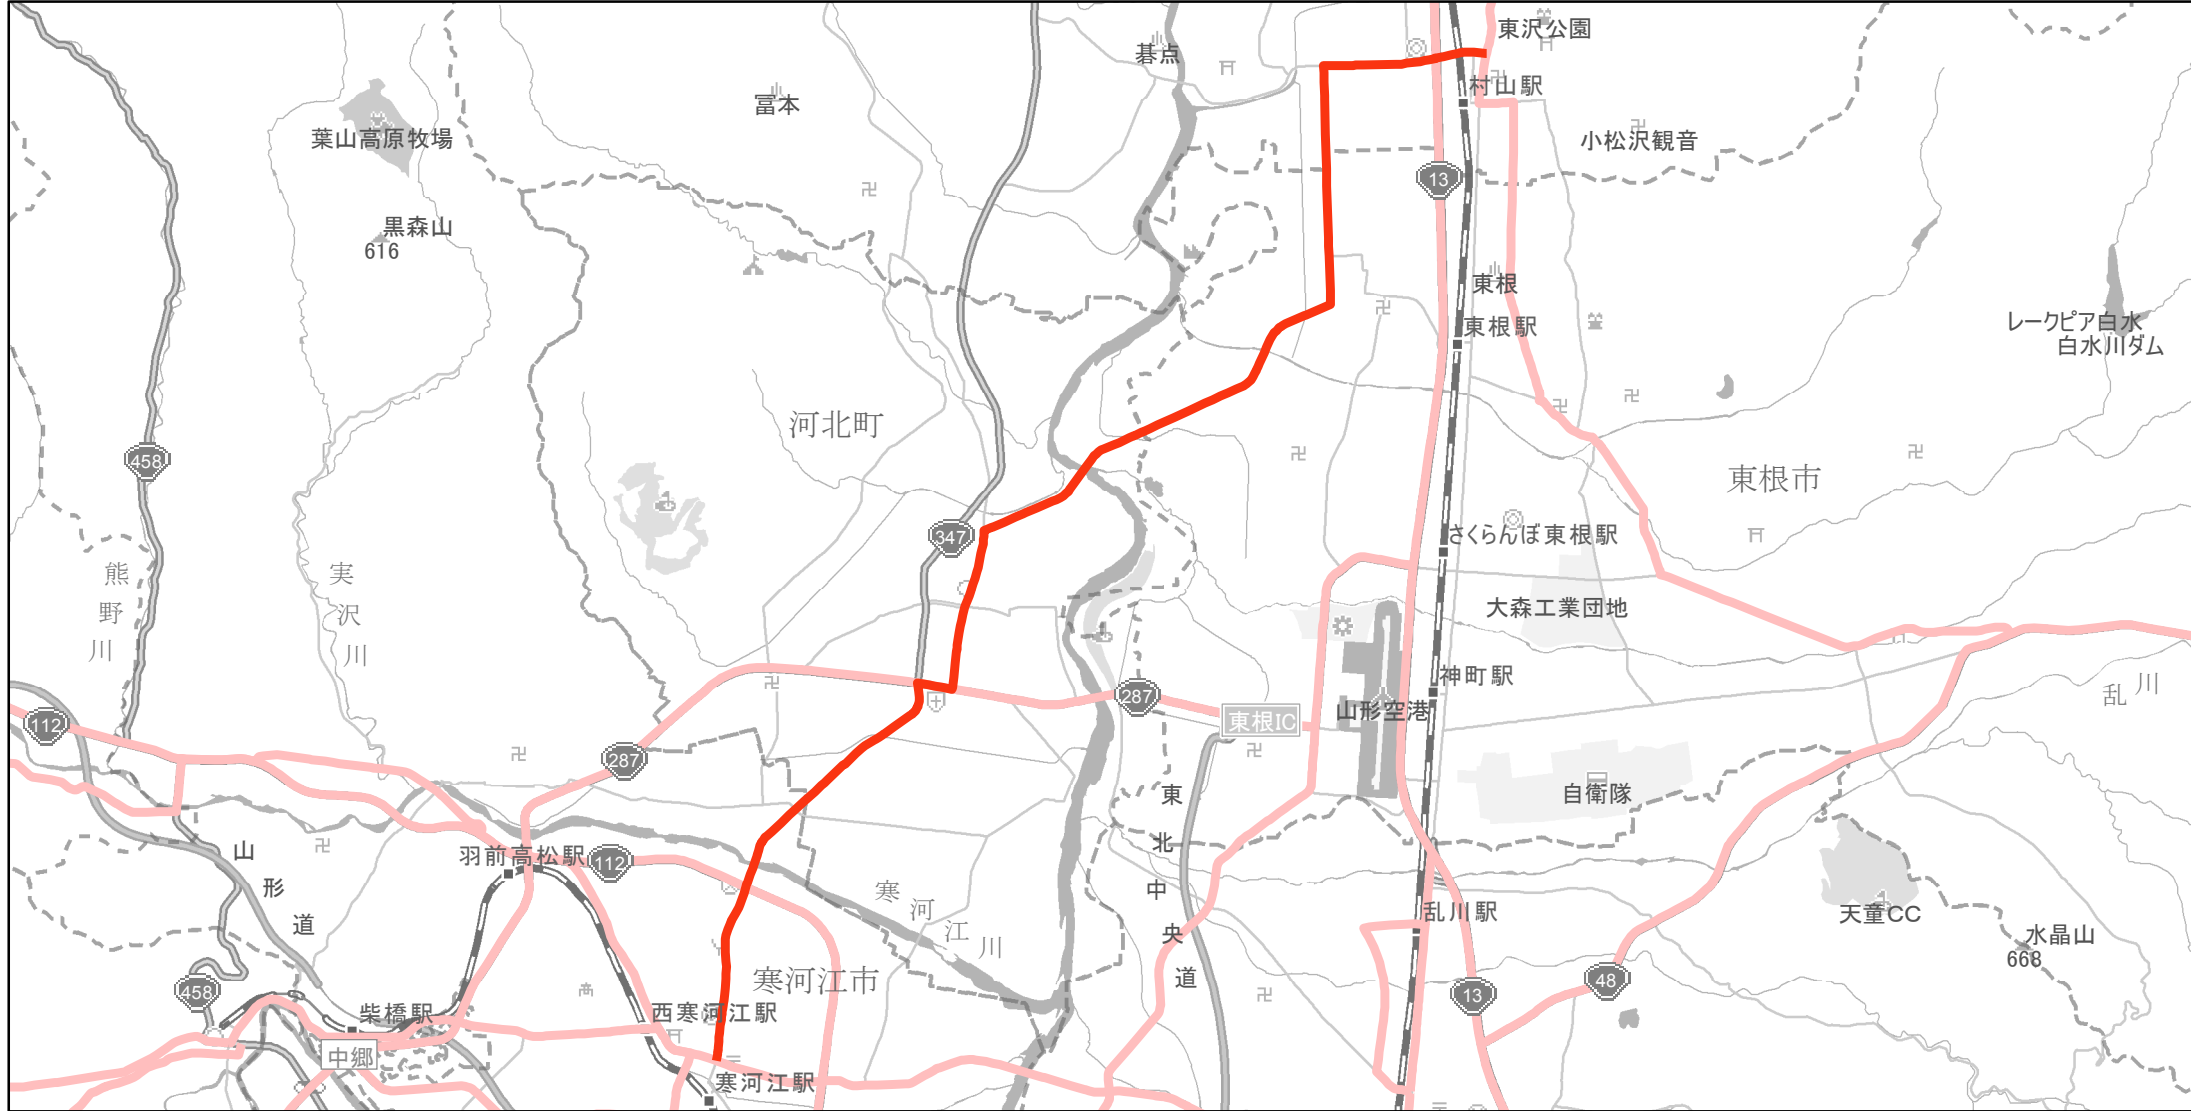 東沢公園
碁点
村山駅
冨本
葉山高原牧場
小松沢観音
13
黒森山
616
東根
東根駅
レークピア白水
白水川ダム
河北町
458
東根市
347
さくらんぼ東根駅
熊野川
実沢川
大森工業団地
神町駅
乱川
287
東根IC
山形空港
112
287
自衛隊
東北中央道
山形道
羽前高松駅
112
寒河江川
乱川駅
天童CC
水晶山
668
寒河江市
458
48
13
西寒河江駅
柴橋駅
中郷
寒河江駅